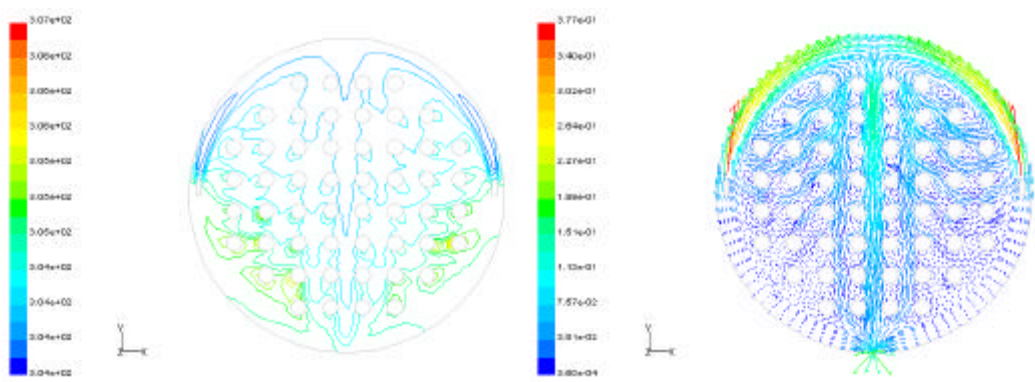 3.07e+02
3.06e+02
3.06e+02
3.06e+02
3.05e+02
3.05e+02
3.05e+02
3.04e+02
3.04e+02
3.04e+02
3.04e+02
Y
Z X
3.77e-01
3.40e-01
3.02e-01
2.64e-01
2.27e-01
1.89e-01
1.51e-01
1.13e-01
7.57e-02
3.81e-02
3.60e-04
Y
Z X